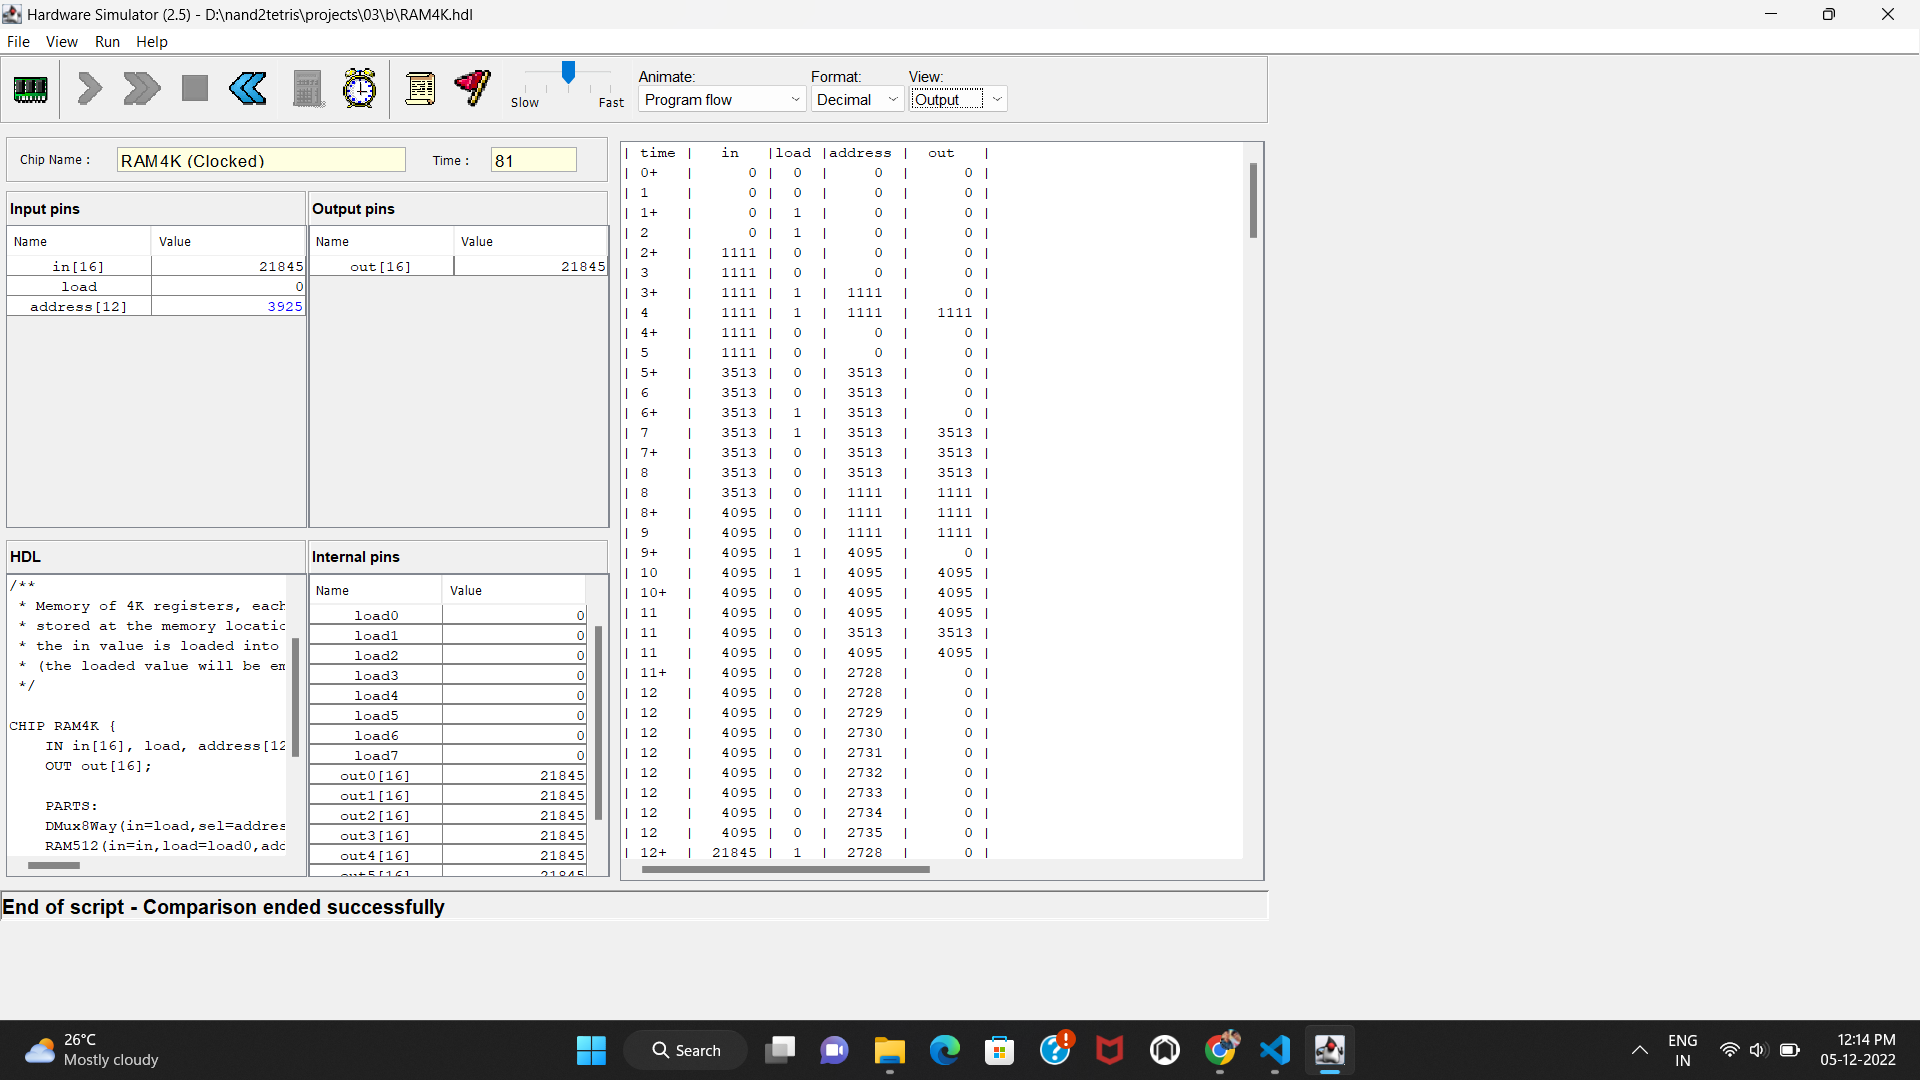 Hardware Simulator (2.5) - D:\nand2tetris\projects\03\b\RAM4K.hdl
File View Run Help
Slow Fast
Animate: Format: View:
Program flow Decimal Output
Chip Name : RAM4K (Clocked) Time : 81
Input pins
Name Value
in[16] 21845
load 0
address[12] 3925
Output pins
Name Value
out[16] 21845
HDL
/**
* Memory of 4K registers, each
* stored at the memory locatio
* the in value is loaded into
* (the loaded value will be em
*/
CHIP RAM4K {
IN in[16], load, address[12
OUT out[16];
PARTS:
DMux8Way(in=load,sel=addres
RAM512(in=in,load=load0,add
Internal pins
Name Value
load0 0
load1 0
load2 0
load3 0
load4 0
load5 0
load6 0
load7 0
out0[16] 21845
out1[16] 21845
out2[16] 21845
out3[16] 21845
out4[16] 21845
out5[16] 21845
| time | in |load |address | out |
| 0+ | 0 | 0 | 0 | 0 |
| 1 | 0 | 0 | 0 | 0 |
| 1+ | 0 | 1 | 0 | 0 |
| 2 | 0 | 1 | 0 | 0 |
| 2+ | 1111 | 0 | 0 | 0 |
| 3 | 1111 | 0 | 0 | 0 |
| 3+ | 1111 | 1 | 1111 | 0 |
| 4 | 1111 | 1 | 1111 | 1111 |
| 4+ | 1111 | 0 | 0 | 0 |
| 5 | 1111 | 0 | 0 | 0 |
| 5+ | 3513 | 0 | 3513 | 0 |
| 6 | 3513 | 0 | 3513 | 0 |
| 6+ | 3513 | 1 | 3513 | 0 |
| 7 | 3513 | 1 | 3513 | 3513 |
| 7+ | 3513 | 0 | 3513 | 3513 |
| 8 | 3513 | 0 | 3513 | 3513 |
| 8 | 3513 | 0 | 1111 | 1111 |
| 8+ | 4095 | 0 | 1111 | 1111 |
| 9 | 4095 | 0 | 1111 | 1111 |
| 9+ | 4095 | 1 | 4095 | 0 |
| 10 | 4095 | 1 | 4095 | 4095 |
| 10+ | 4095 | 0 | 4095 | 4095 |
| 11 | 4095 | 0 | 4095 | 4095 |
| 11 | 4095 | 0 | 3513 | 3513 |
| 11 | 4095 | 0 | 4095 | 4095 |
| 11+ | 4095 | 0 | 2728 | 0 |
| 12 | 4095 | 0 | 2728 | 0 |
| 12 | 4095 | 0 | 2729 | 0 |
| 12 | 4095 | 0 | 2730 | 0 |
| 12 | 4095 | 0 | 2731 | 0 |
| 12 | 4095 | 0 | 2732 | 0 |
| 12 | 4095 | 0 | 2733 | 0 |
| 12 | 4095 | 0 | 2734 | 0 |
| 12 | 4095 | 0 | 2735 | 0 |
| 12+ | 21845 | 1 | 2728 | 0 |
End of script - Comparison ended successfully
26°C
Mostly cloudy
Search
ENG
IN
12:14 PM
05-12-2022